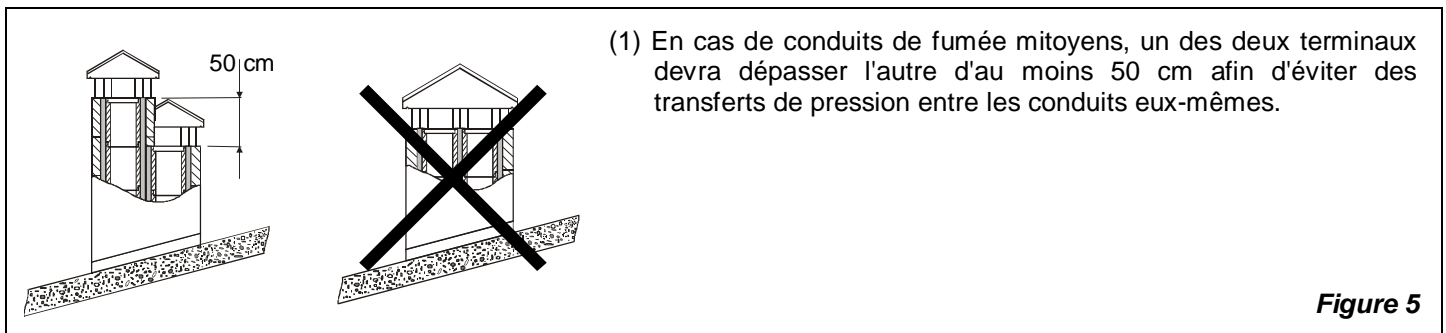 50 cm
(1) En cas de conduits de fumée mitoyens, un des deux terminaux
devra dépasser l'autre d'au moins 50 cm afin d'éviter des
transferts de pression entre les conduits eux-mêmes.
Figure 5